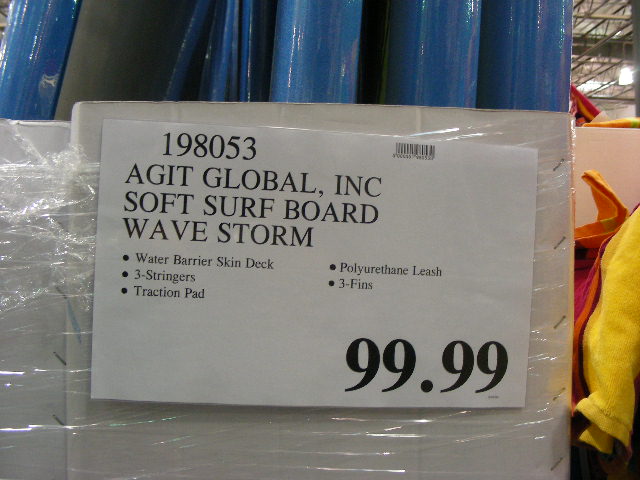 198053
AGIT GLOBAL, INC
SOFT SURF BOARD
WAVE STORM
• Water Barrier Skin Deck
• 3-Stringers
• Traction Pad
• Polyurethane Leash
• 3-Fins
99.99